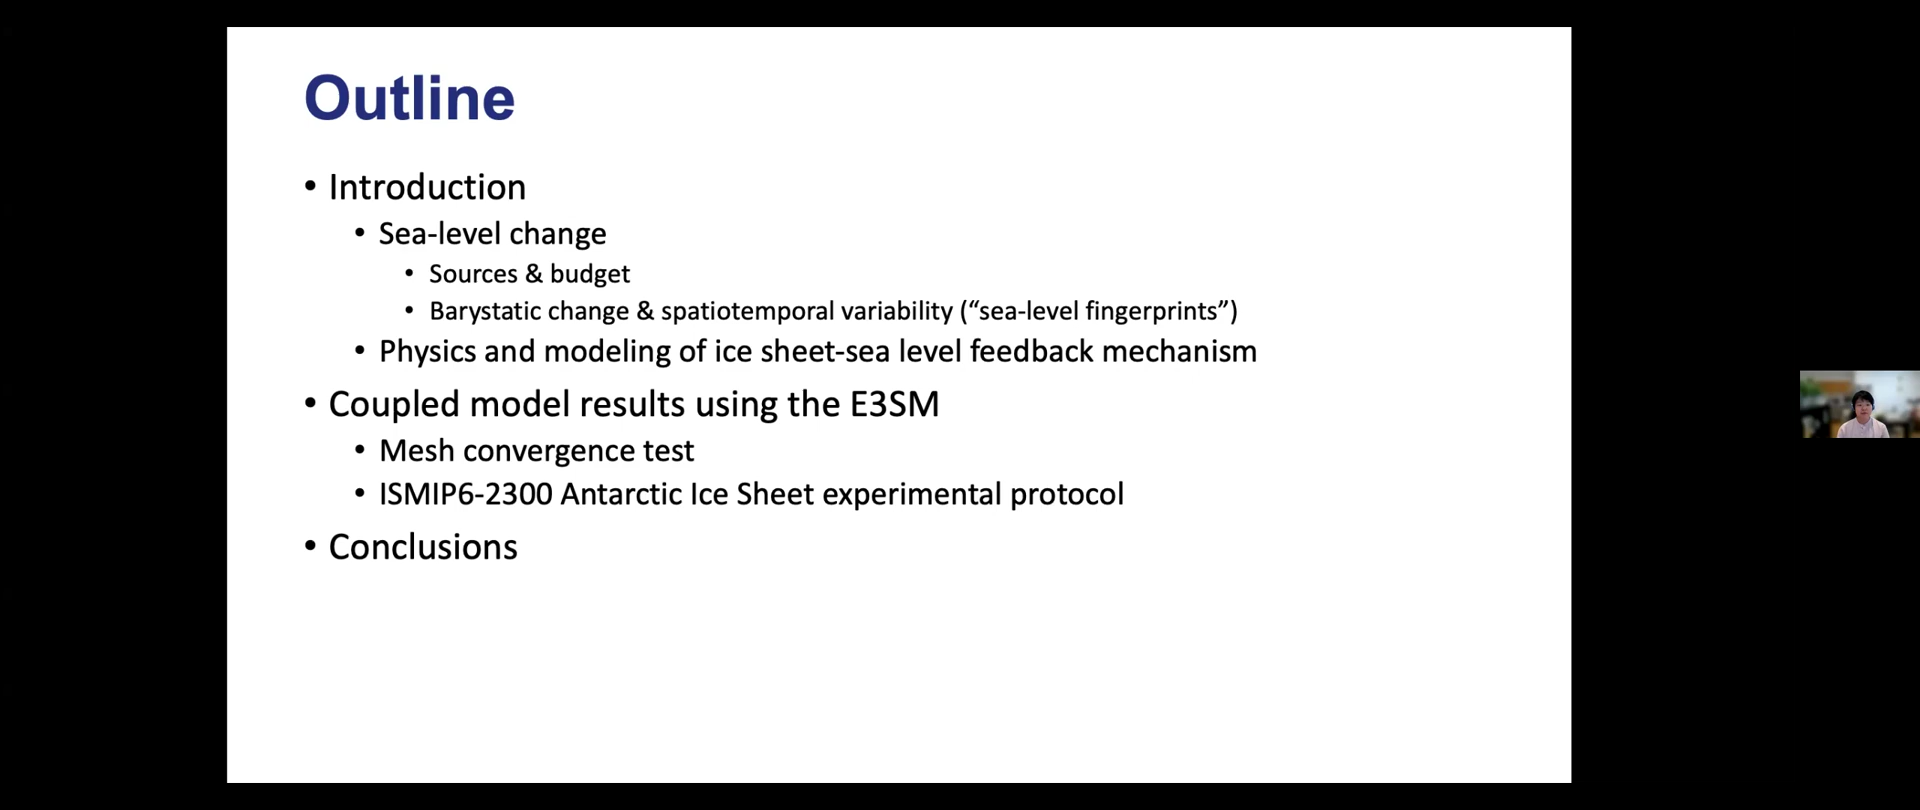 Outline
• Introduction
• Sea-level change
• Sources & budget
• Barystatic change & spatiotemporal variability (“sea-level fingerprints”)
• Physics and modeling of ice sheet-sea level feedback mechanism
• Coupled model results using the E3SM
• Mesh convergence test
• ISMIP6-2300 Antarctic Ice Sheet experimental protocol
• Conclusions